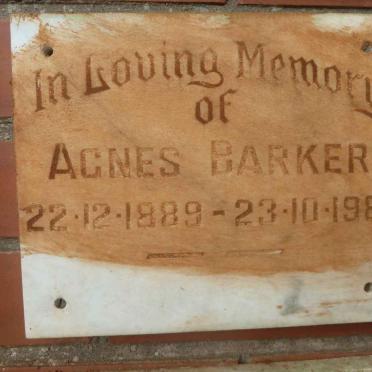 In Loving Memory
of
AGNES BARKER
22·12·1889 - 23·10·198